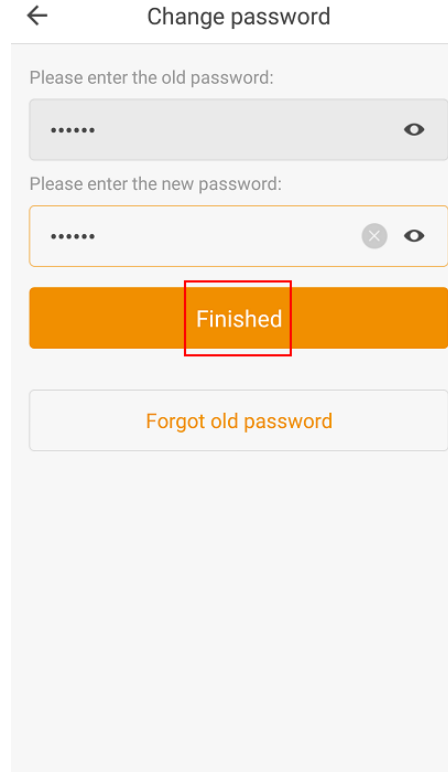 Change password
Please enter the old password:
••••••
Please enter the new password:
••••••
Finished
Forgot old password